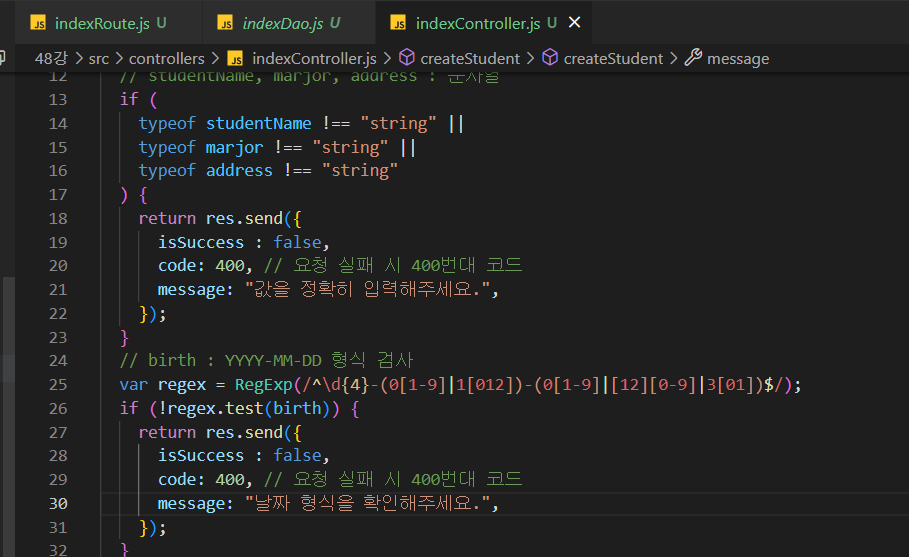 indexRoute.js U
indexDao.js U
indexController.js U
48강 > src > controllers > indexController.js > createStudent > createStudent > message
12 // studentName, marjor, address : 문자열
13 if (
14 typeof studentName !== "string" ||
15 typeof marjor !== "string" ||
16 typeof address !== "string"
17 ) {
18 return res.send({
19 isSuccess : false,
20 code: 400, // 요청 실패 시 400번대 코드
21 message: "값을 정확히 입력해주세요.",
22 });
23 }
24 // birth : YYYY-MM-DD 형식 검사
25 var regex = RegExp(/^\d{4}-(0[1-9]|1[012])-(0[1-9]|[12][0-9]|3[01])$/);
26 if (!regex.test(birth)) {
27 return res.send({
28 isSuccess : false,
29 code: 400, // 요청 실패 시 400번대 코드
30 message: "날짜 형식을 확인해주세요.",
31 });
32 }